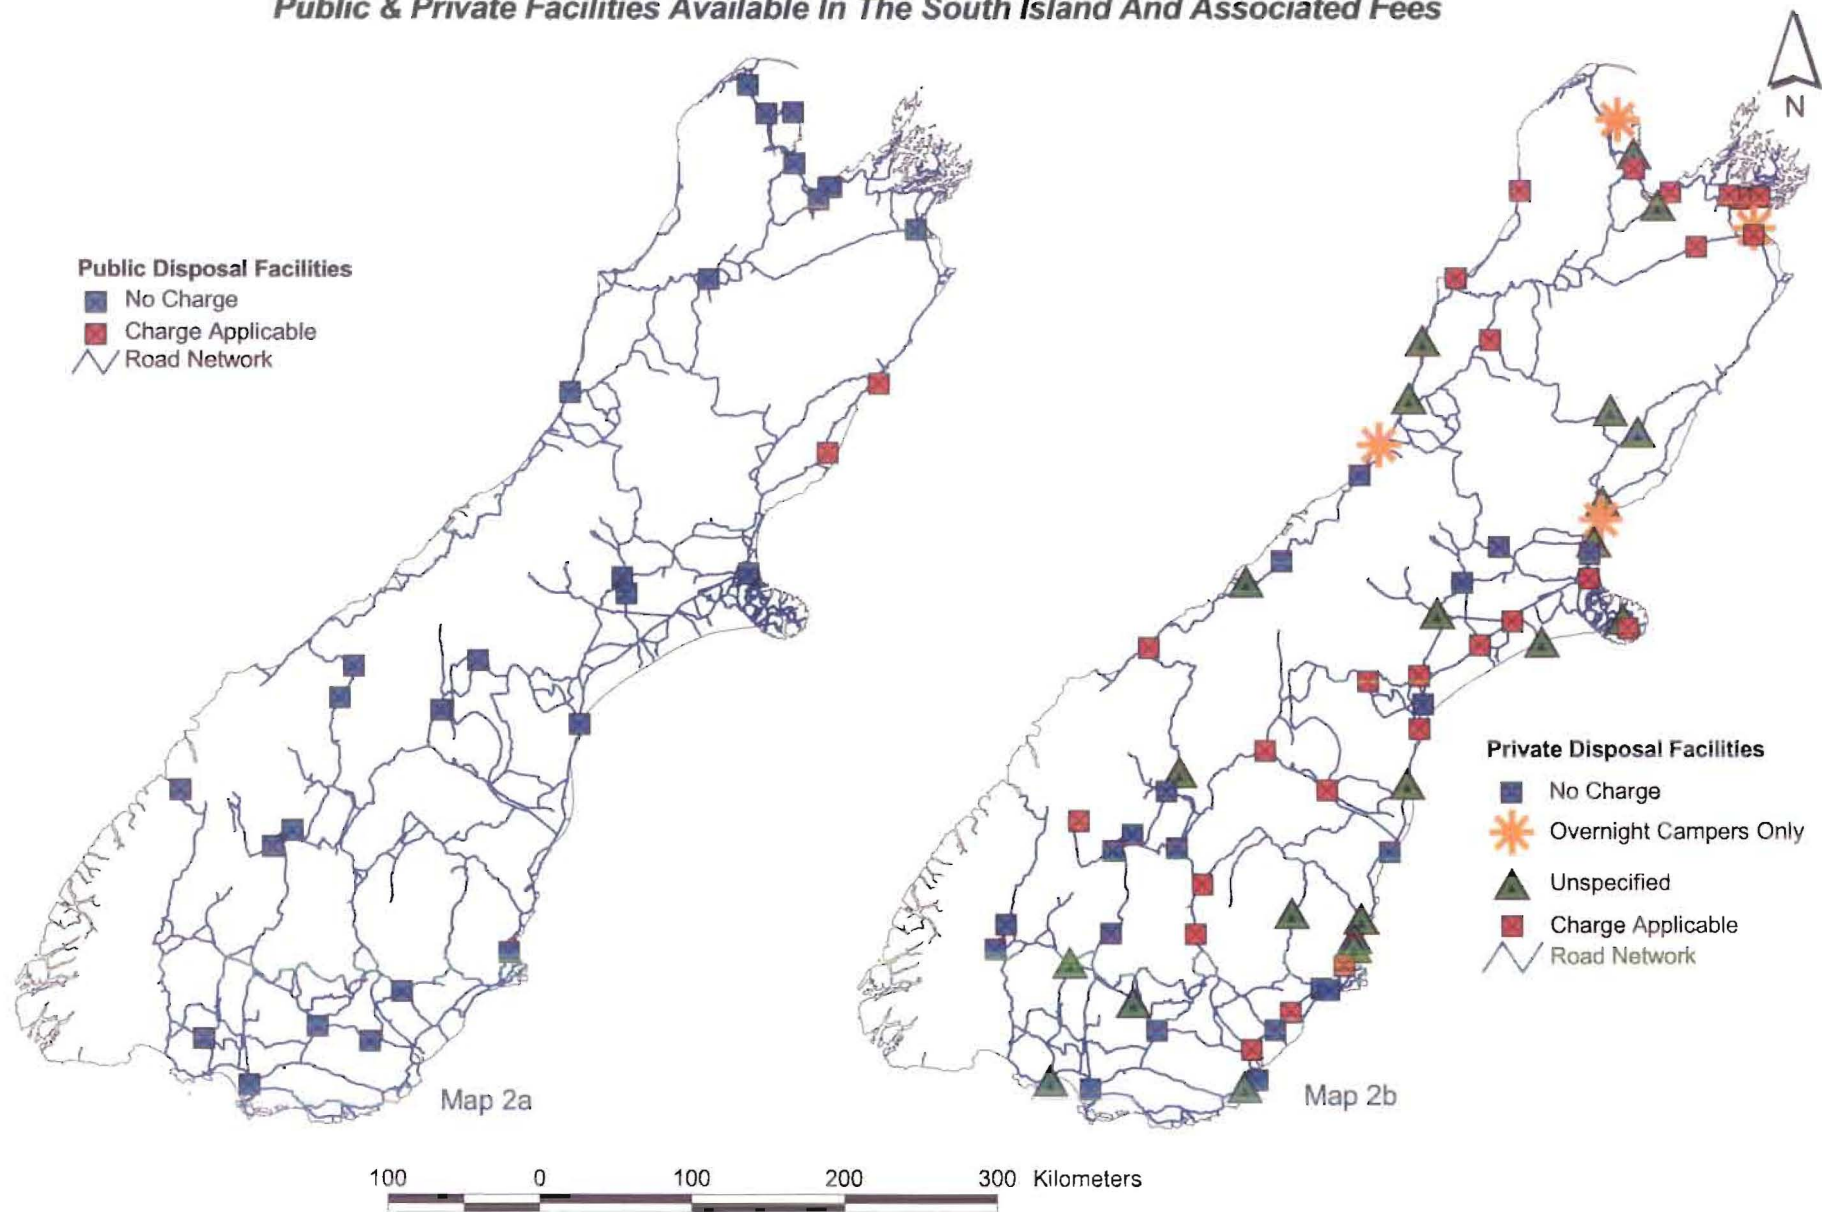 Public & Private Facilities Available In The South Island And Associated Fees
N
Public Disposal Facilities
No Charge
Charge Applicable
Road Network
Map 2a
Private Disposal Facilities
No Charge
Overnight Campers Only
Unspecified
Charge Applicable
Road Network
Map 2b
100 0 100 200 300 Kilometers